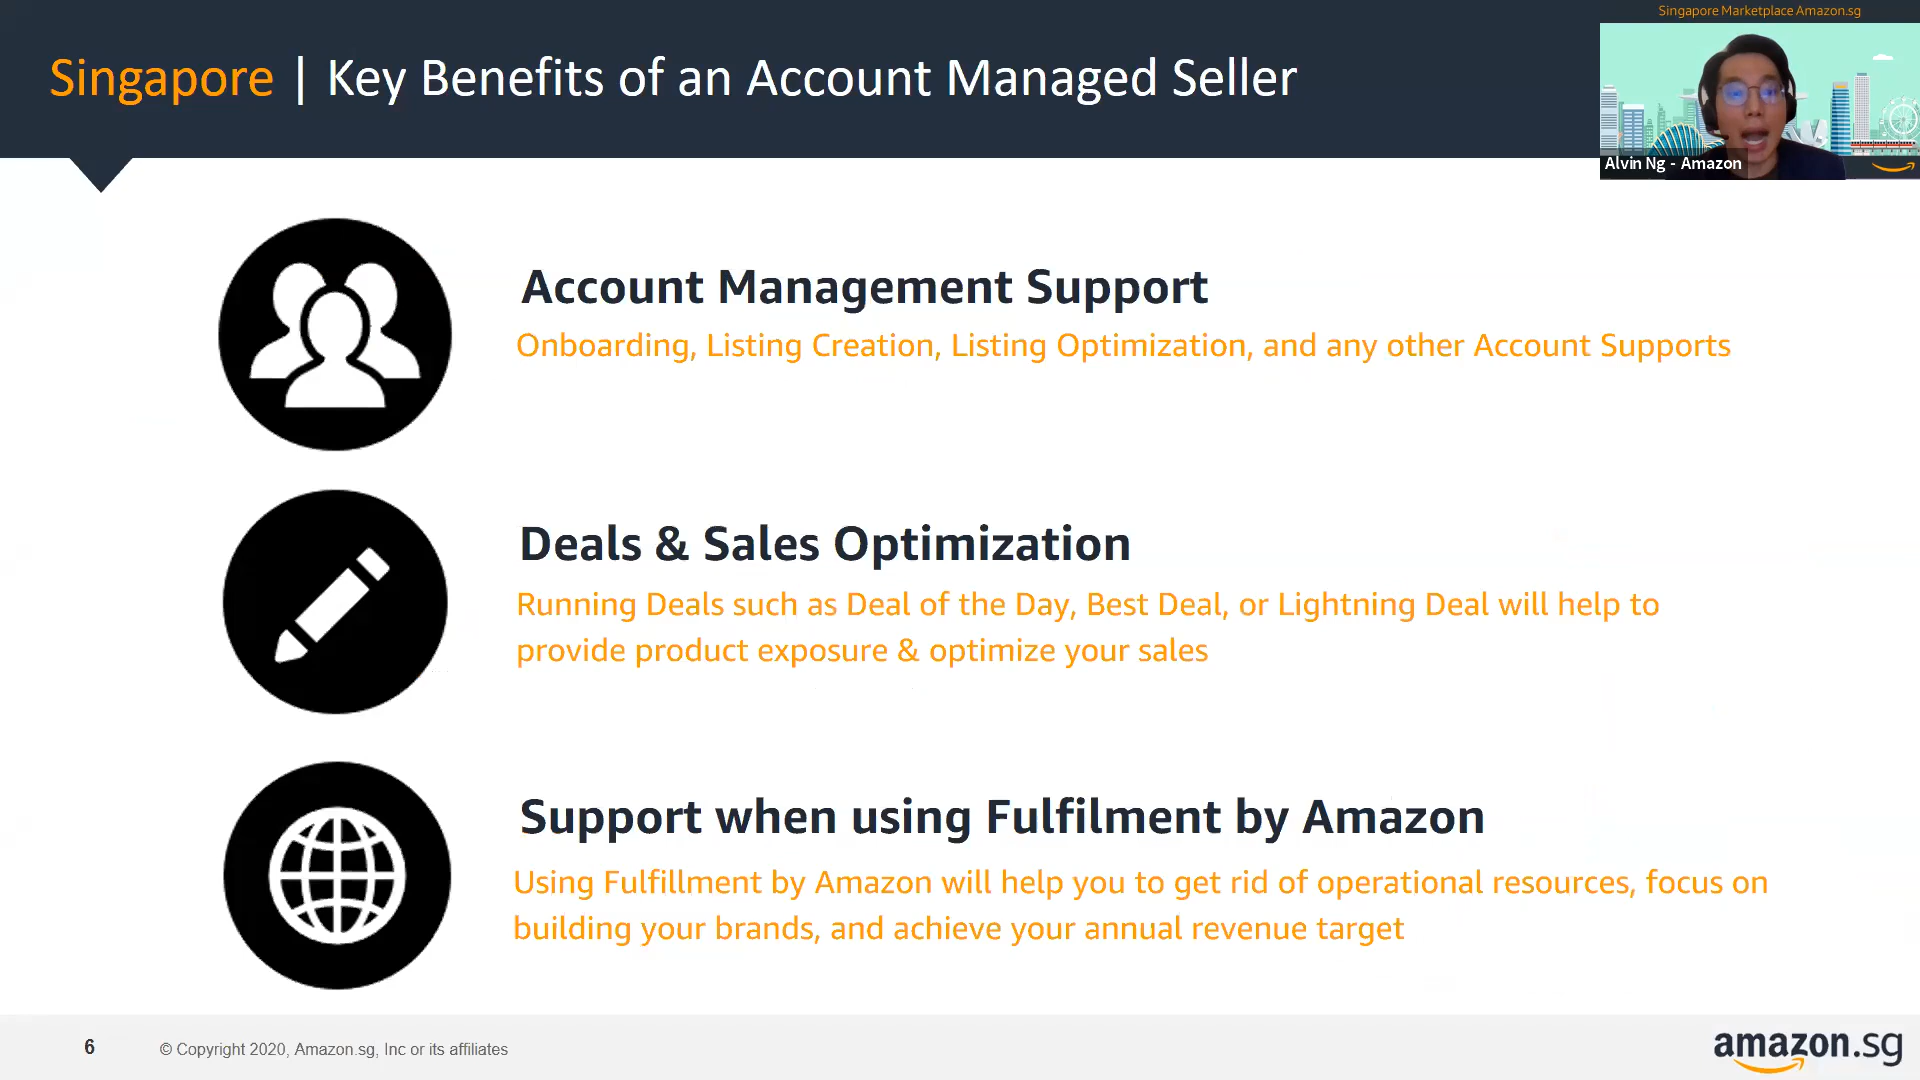 Singapore Marketplace Amazon.sg
Singapore | Key Benefits of an Account Managed Seller
Alvin Ng - Amazon
Account Management Support
Onboarding, Listing Creation, Listing Optimization, and any other Account Supports
Deals & Sales Optimization
Running Deals such as Deal of the Day, Best Deal, or Lightning Deal will help to
provide product exposure & optimize your sales
Support when using Fulfilment by Amazon
Using Fulfillment by Amazon will help you to get rid of operational resources, focus on
building your brands, and achieve your annual revenue target
6
© Copyright 2020, Amazon.sg, Inc or its affiliates
amazon.sg